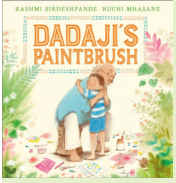 RASHMI SIRDESHPANDE RUCHI MHASANE
DADAJI'S
PAINTBRUSH